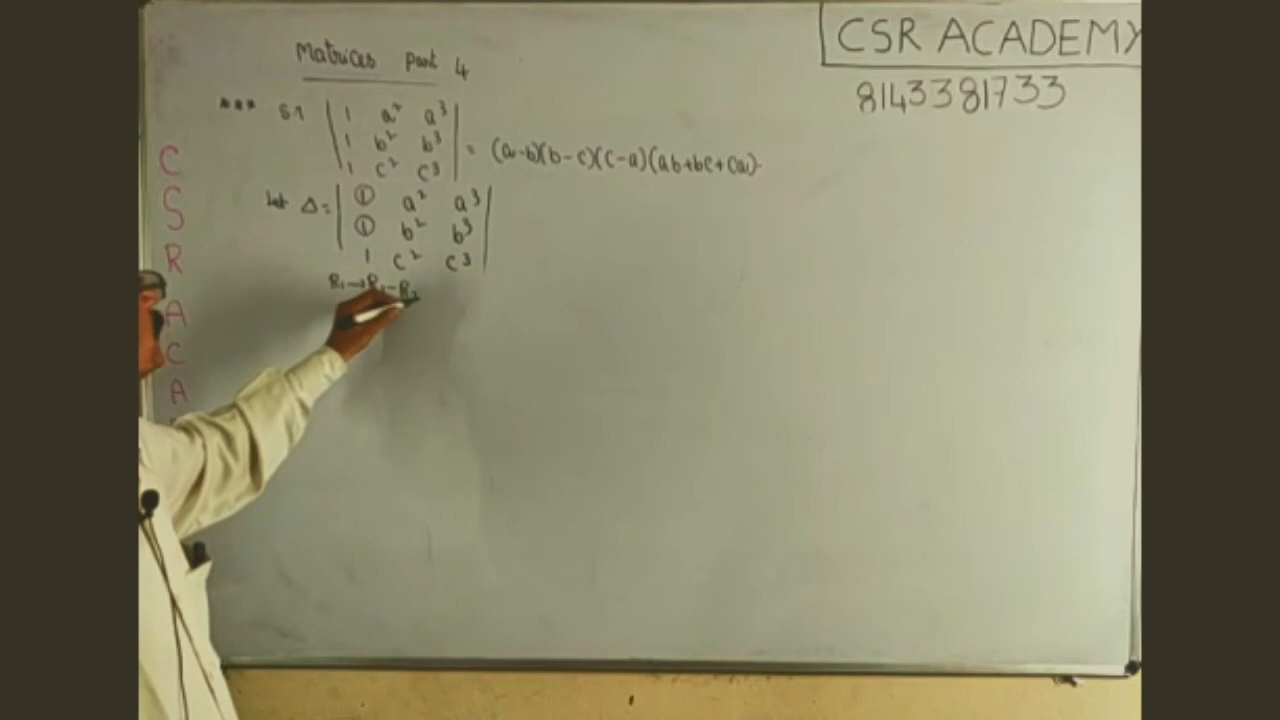 CSR ACADEMY
8143381733
Matrices part 4
*** S.T | 1 a² a³ |
| 1 b² b³ | = (a-b)(b-c)(c-a)(ab+bc+ca).
| 1 c² c³ |
let Δ = | 1 a² a³ |
| 1 b² b³ |
1 c² c³ |
R₁→R₁-R₂
C
S
R
A
C
A